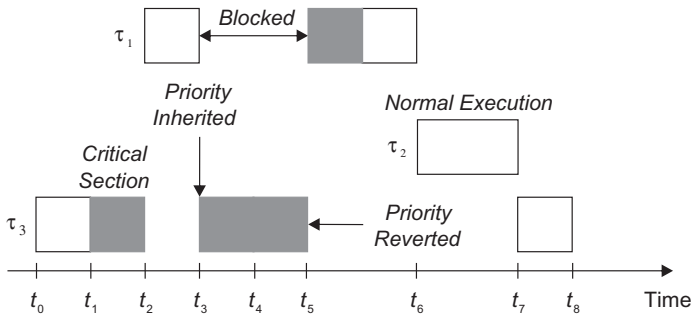 Blocked
τ1
Priority
Inherited
Normal Execution
τ2
Critical
Section
τ3
Priority
Reverted
t0 t1 t2 t3 t4 t5 t6 t7 t8 Time